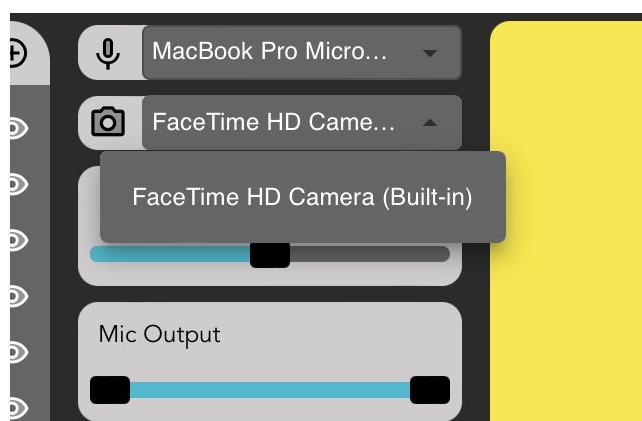 MacBook Pro Micro...
FaceTime HD Came...
FaceTime HD Camera (Built-in)
Mic Output